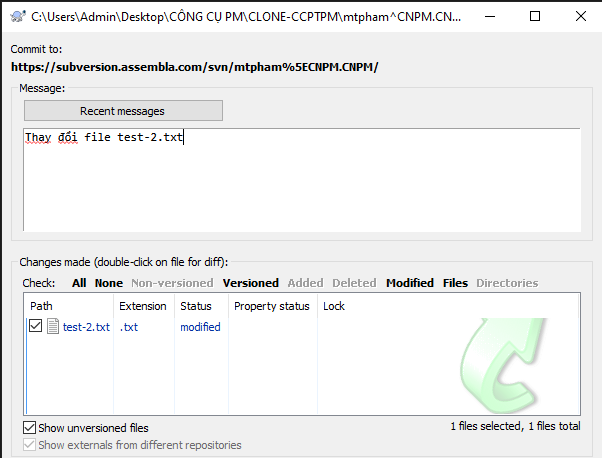 C:\Users\Admin\Desktop\CÔNG CỤ PM\CLONE-CCPTPM\mtpham^CNPM.CN...
Commit to:
https://subversion.assembla.com/svn/mtpham%5ECNPM.CNPM/
Message:
Recent messages
Thay đổi file test-2.txt
Changes made (double-click on file for diff):
Check: All None Non-versioned Versioned Added Deleted Modified Files Directories
Path Extension Status Property status Lock
test-2.txt .txt modified
Show unversioned files 1 files selected, 1 files total
Show externals from different repositories